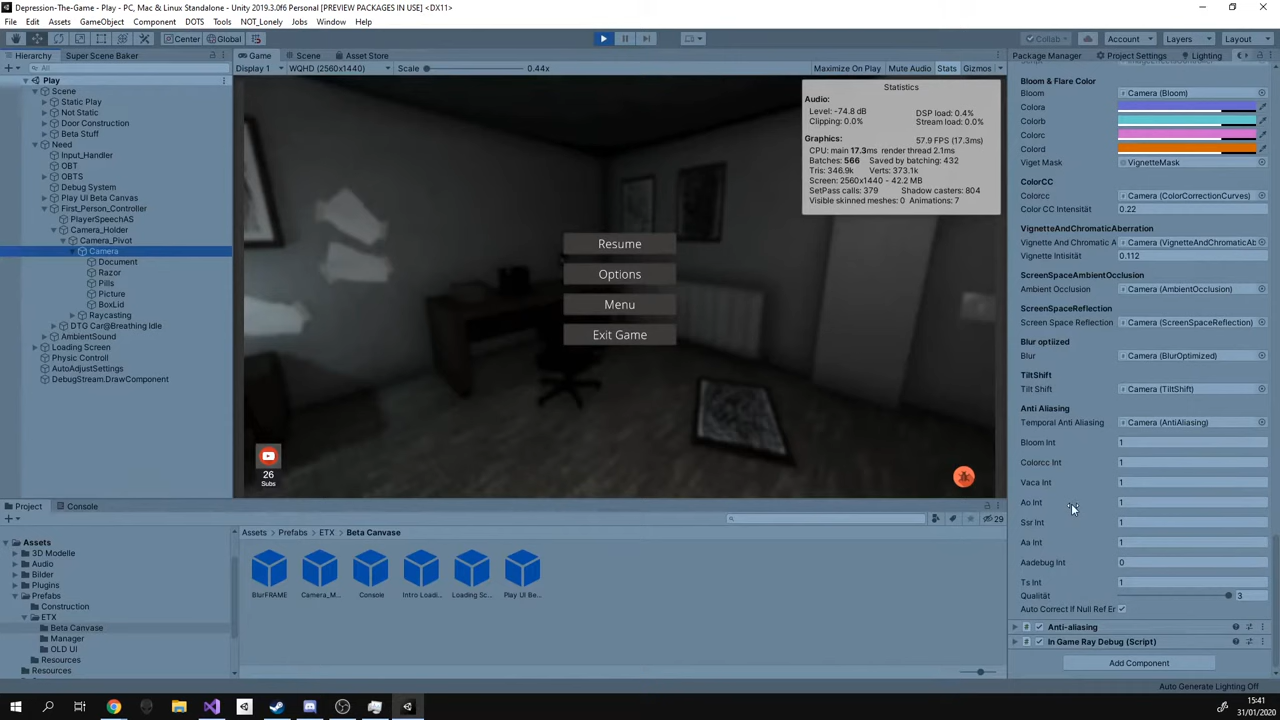 Depression-The-Game - Play - PC, Mac & Linux Standalone - Unity 2019.3.0f6 Personal [PREVIEW PACKAGES IN USE] <DX11>
File Edit Assets GameObject Component DOTS Tools NOT_Lonely Jobs Window Help
Center Global Collab Account Layers Layout
Hierarchy Super Scene Baker
All
Play
Scene
Static Play
Not Static
Door Construction
Beta Stuff
Need
Input_Handler
OBT
OBTS
Debug System
Play UI Beta Canvas
First_Person_Controller
PlayerSpeechAS
Camera_Holder
Camera_Pivot
Camera
Document
Razor
Pills
Picture
BoxLid
Raycasting
DTG Car@Breathing Idle
AmbientSound
Loading Screen
Physic Controll
AutoAdjustSettings
DebugStream.DrawComponent
Game Scene Asset Store
Display 1 WQHD (2560x1440) Scale 0.44x Maximize On Play Mute Audio Stats Gizmos
Statistics
Audio:
Level: -74.8 dB DSP load: 0.4%
Clipping: 0.0% Stream load: 0.0%
Graphics: 57.9 FPS (17.3ms)
CPU: main 17.3ms render thread 2.1ms
Batches: 566 Saved by batching: 432
Tris: 346.9k Verts: 373.1k
Screen: 2560x1440 - 42.2 MB
SetPass calls: 379 Shadow casters: 804
Visible skinned meshes: 0 Animations: 7
Resume
Options
Menu
Exit Game
26
Subs
Package Manager Project Settings Lighting
Bloom & Flare Color
Bloom Camera (Bloom)
Colora
Colorb
Colorc
Colord
Viget Mask VignetteMask
ColorCC
Colorcc Camera (ColorCorrectionCurves)
Color CC Intensität 0.22
VignetteAndChromaticAberration
Vignette And Chromatic A Camera (VignetteAndChromaticAb
Vignette Intisität 0.112
ScreenSpaceAmbientOcclusion
Ambient Occlusion Camera (AmbientOcclusion)
ScreenSpaceReflection
Screen Space Reflection Camera (ScreenSpaceReflection)
Blur optiized
Blur Camera (BlurOptimized)
TiltShift
Tilt Shift Camera (TiltShift)
Anti Aliasing
Temporal Anti Aliasing Camera (AntiAliasing)
Bloom Int 1
Colorcc Int 1
Vaca Int 1
Ao Int 1
Ssr Int 1
Aa Int 1
Aadebug Int 0
Ts Int 1
Qualität 3
Auto Correct If Null Ref Er
Anti-aliasing
In Game Ray Debug (Script)
Add Component
Project Console
29
Assets
3D Modelle
Audio
Bilder
Plugins
Prefabs
Construction
ETX
Beta Canvase
Manager
OLD UI
Resources
Resources
Assets Prefabs ETX Beta Canvase
BlurFRAME Camera_M... Console Intro Loadi... Loading Sc... Play UI Be...
Auto Generate Lighting Off
15:41
31/01/2020